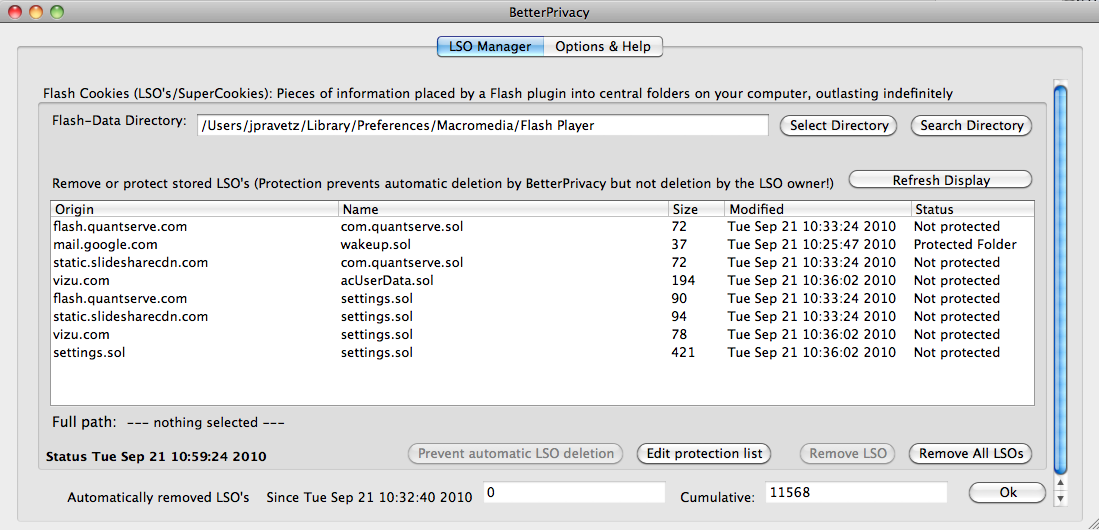 BetterPrivacy
LSO Manager Options & Help
Flash Cookies (LSO's/SuperCookies): Pieces of information placed by a Flash plugin into central folders on your computer, outlasting indefinitely
Flash-Data Directory: /Users/jpravetz/Library/Preferences/Macromedia/Flash Player Select Directory Search Directory
Remove or protect stored LSO's (Protection prevents automatic deletion by BetterPrivacy but not deletion by the LSO owner!) Refresh Display
Origin Name Size Modified Status
flash.quantserve.com com.quantserve.sol 72 Tue Sep 21 10:33:24 2010 Not protected
mail.google.com wakeup.sol 37 Tue Sep 21 10:25:47 2010 Protected Folder
static.slidesharecdn.com com.quantserve.sol 72 Tue Sep 21 10:33:24 2010 Not protected
vizu.com acUserData.sol 194 Tue Sep 21 10:36:02 2010 Not protected
flash.quantserve.com settings.sol 90 Tue Sep 21 10:33:24 2010 Not protected
static.slidesharecdn.com settings.sol 94 Tue Sep 21 10:33:24 2010 Not protected
vizu.com settings.sol 78 Tue Sep 21 10:36:02 2010 Not protected
settings.sol settings.sol 421 Tue Sep 21 10:36:02 2010 Not protected
Full path: --- nothing selected ---
Status Tue Sep 21 10:59:24 2010 Prevent automatic LSO deletion Edit protection list Remove LSO Remove All LSOs
Automatically removed LSO's Since Tue Sep 21 10:32:40 2010 0 Cumulative: 11568 Ok